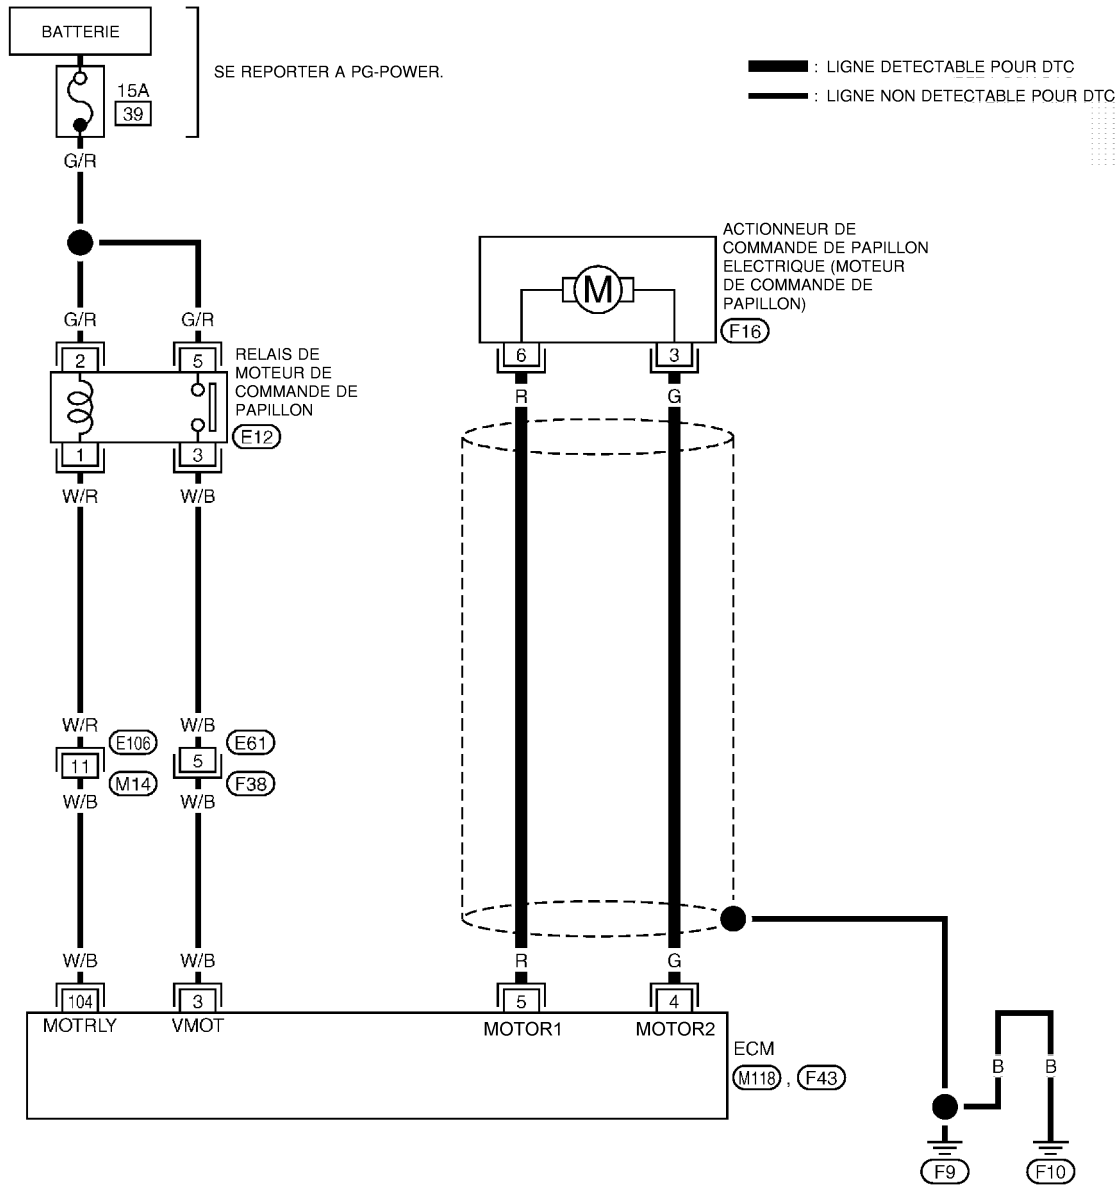 BATTERIE
15A
39
SE REPORTER A PG-POWER.
: LIGNE DETECTABLE POUR DTC
: LIGNE NON DETECTABLE POUR DTC
G/R
G/R
G/R
2
5
RELAIS DE
MOTEUR DE
COMMANDE DE
PAPILLON
E12
1
3
W/R
W/B
ACTIONNEUR DE
COMMANDE DE PAPILLON
ELECTRIQUE (MOTEUR
DE COMMANDE DE
PAPILLON)
F16
M
6
3
R
G
W/R
W/B
E106
E61
11
5
M14
F38
W/B
W/B
W/B
W/B
R
G
104
3
5
4
MOTRLY
VMOT
MOTOR1
MOTOR2
ECM
M118 , F43
B
B
F9
F10